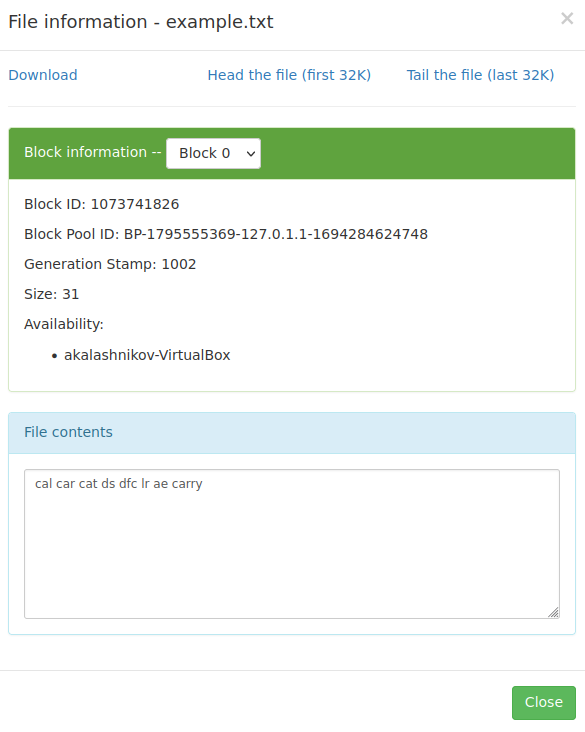 File information - example.txt ×
Download Head the file (first 32K) Tail the file (last 32K)
Block information -- Block 0
Block ID: 1073741826
Block Pool ID: BP-1795555369-127.0.1.1-1694284624748
Generation Stamp: 1002
Size: 31
Availability:
• akalashnikov-VirtualBox
File contents
cal car cat ds dfc lr ae carry
Close